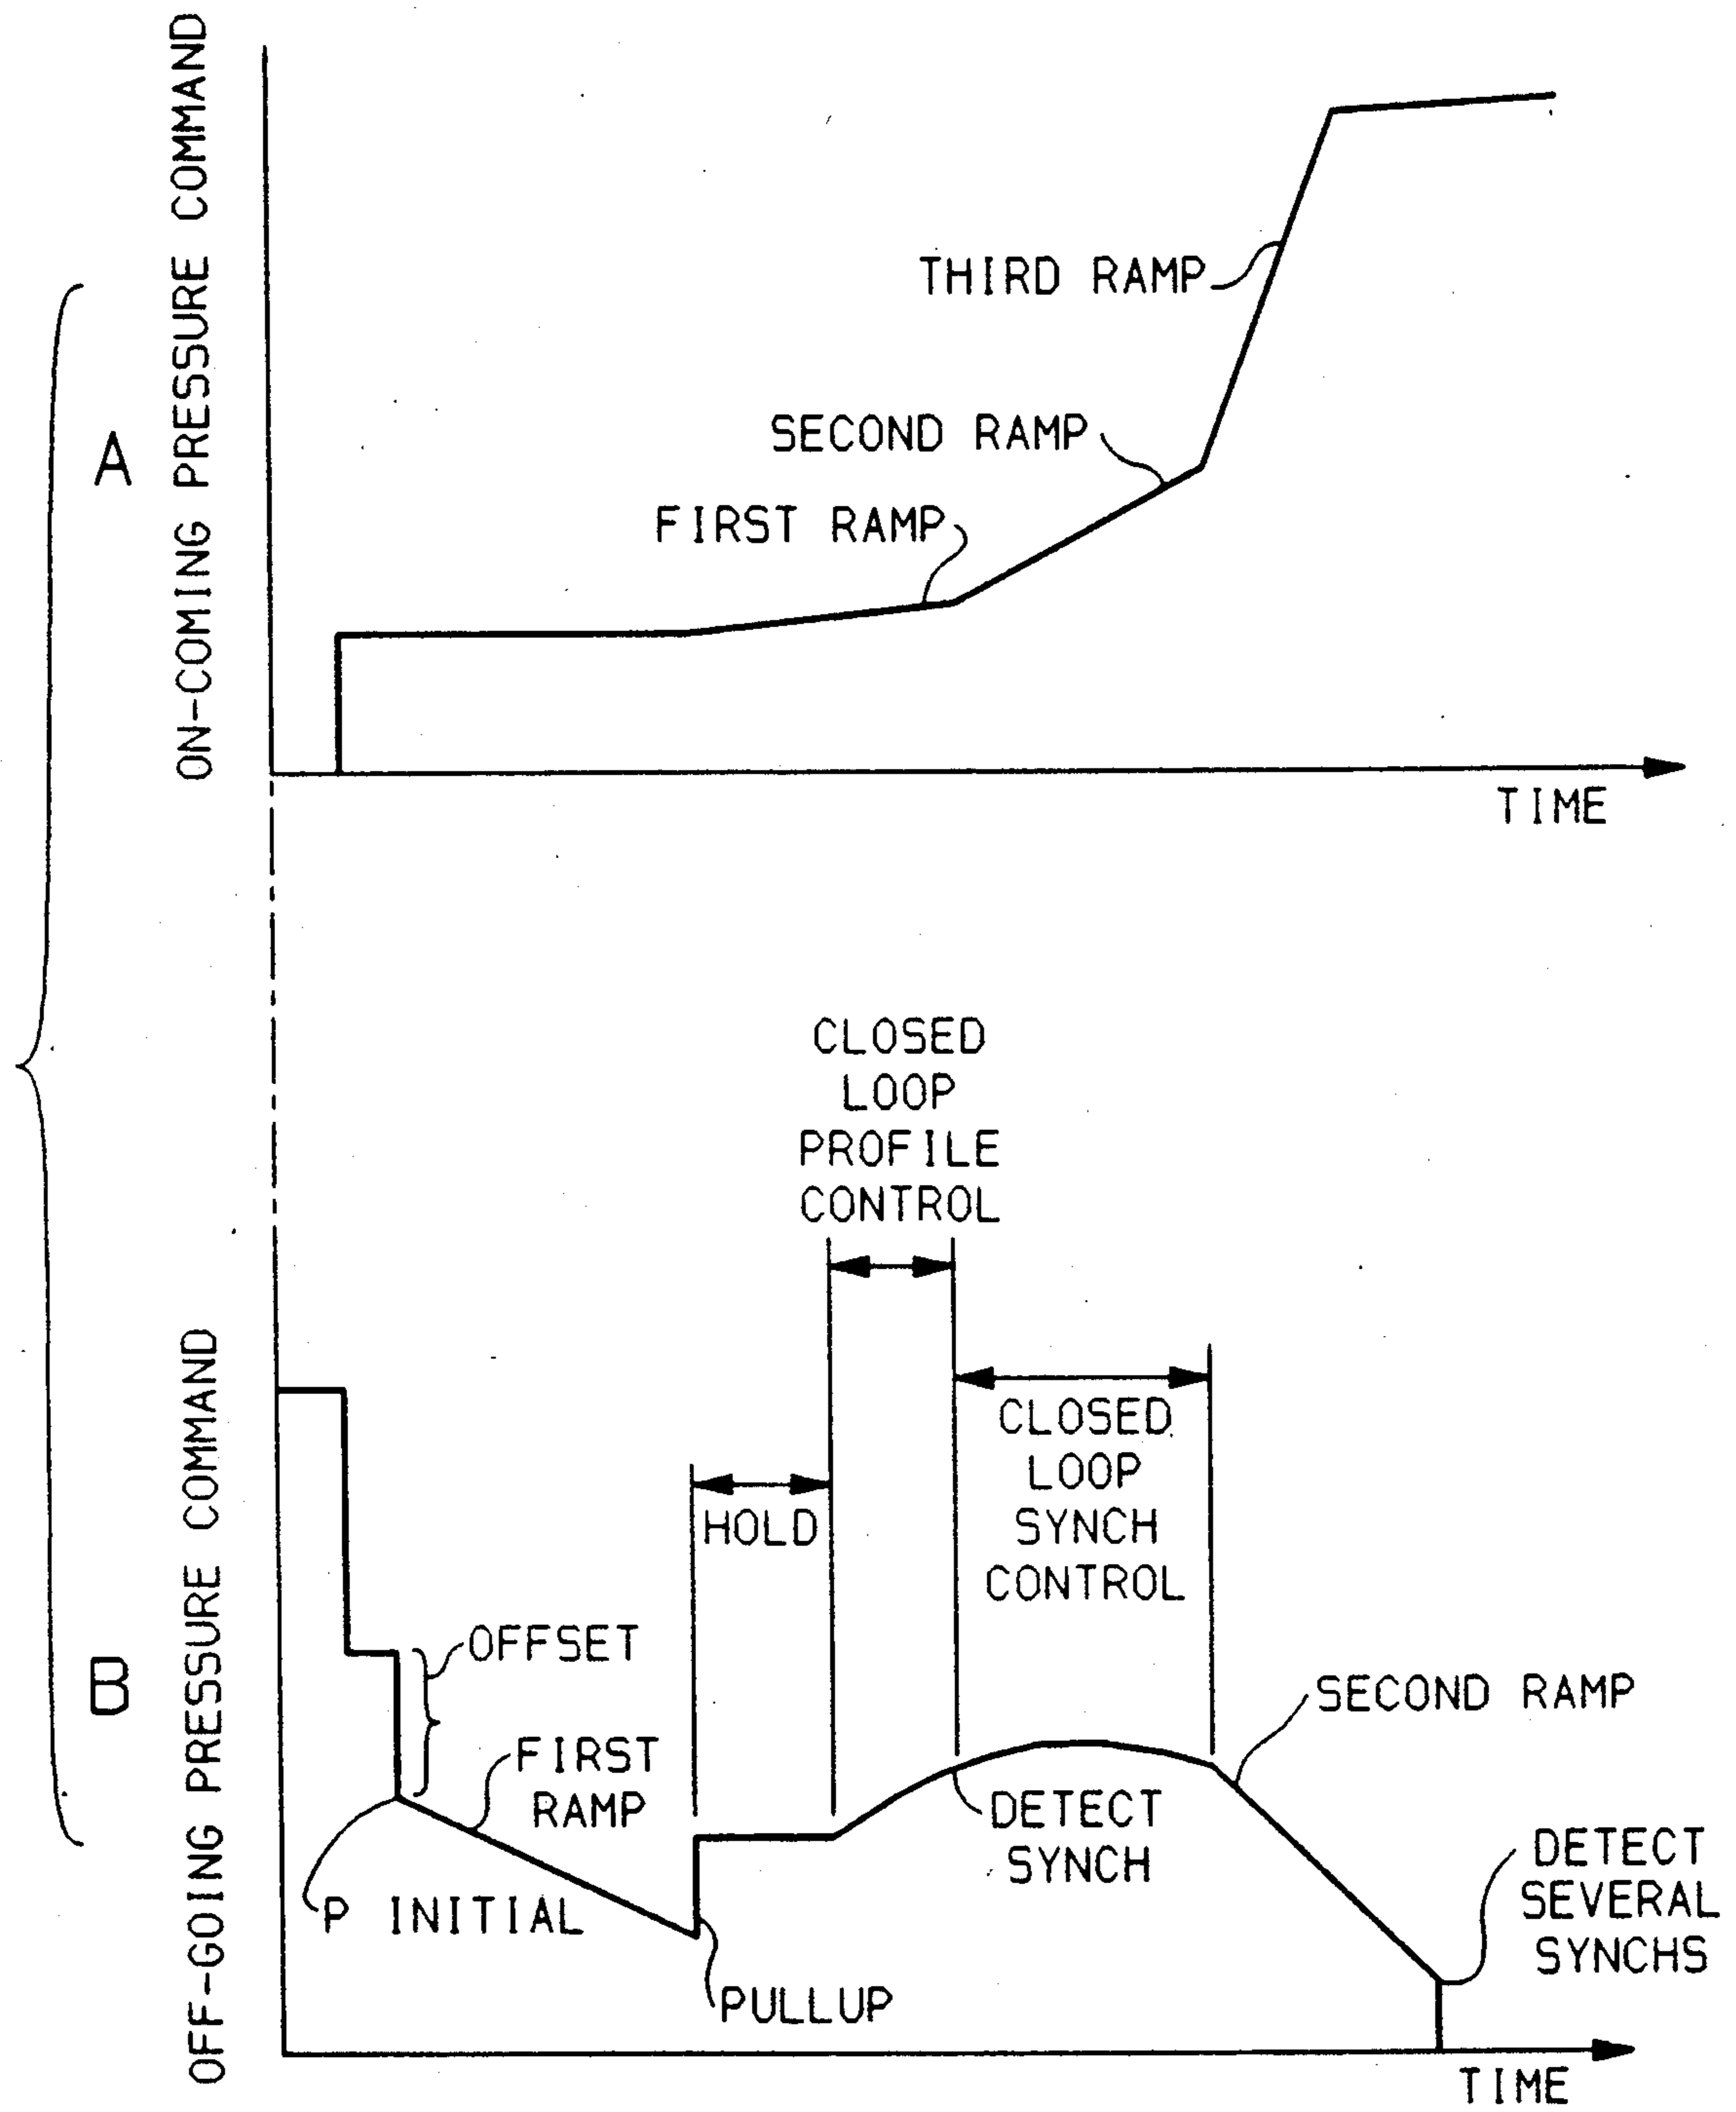 A
ON-COMING PRESSURE COMMAND
THIRD RAMP
SECOND RAMP
FIRST RAMP
TIME
B
OFF-GOING PRESSURE COMMAND
CLOSED
LOOP
PROFILE
CONTROL
CLOSED
LOOP
SYNCH
CONTROL
HOLD
OFFSET
FIRST
RAMP
P INITIAL
PULLUP
DETECT
SYNCH
SECOND RAMP
DETECT
SEVERAL
SYNCHS
TIME